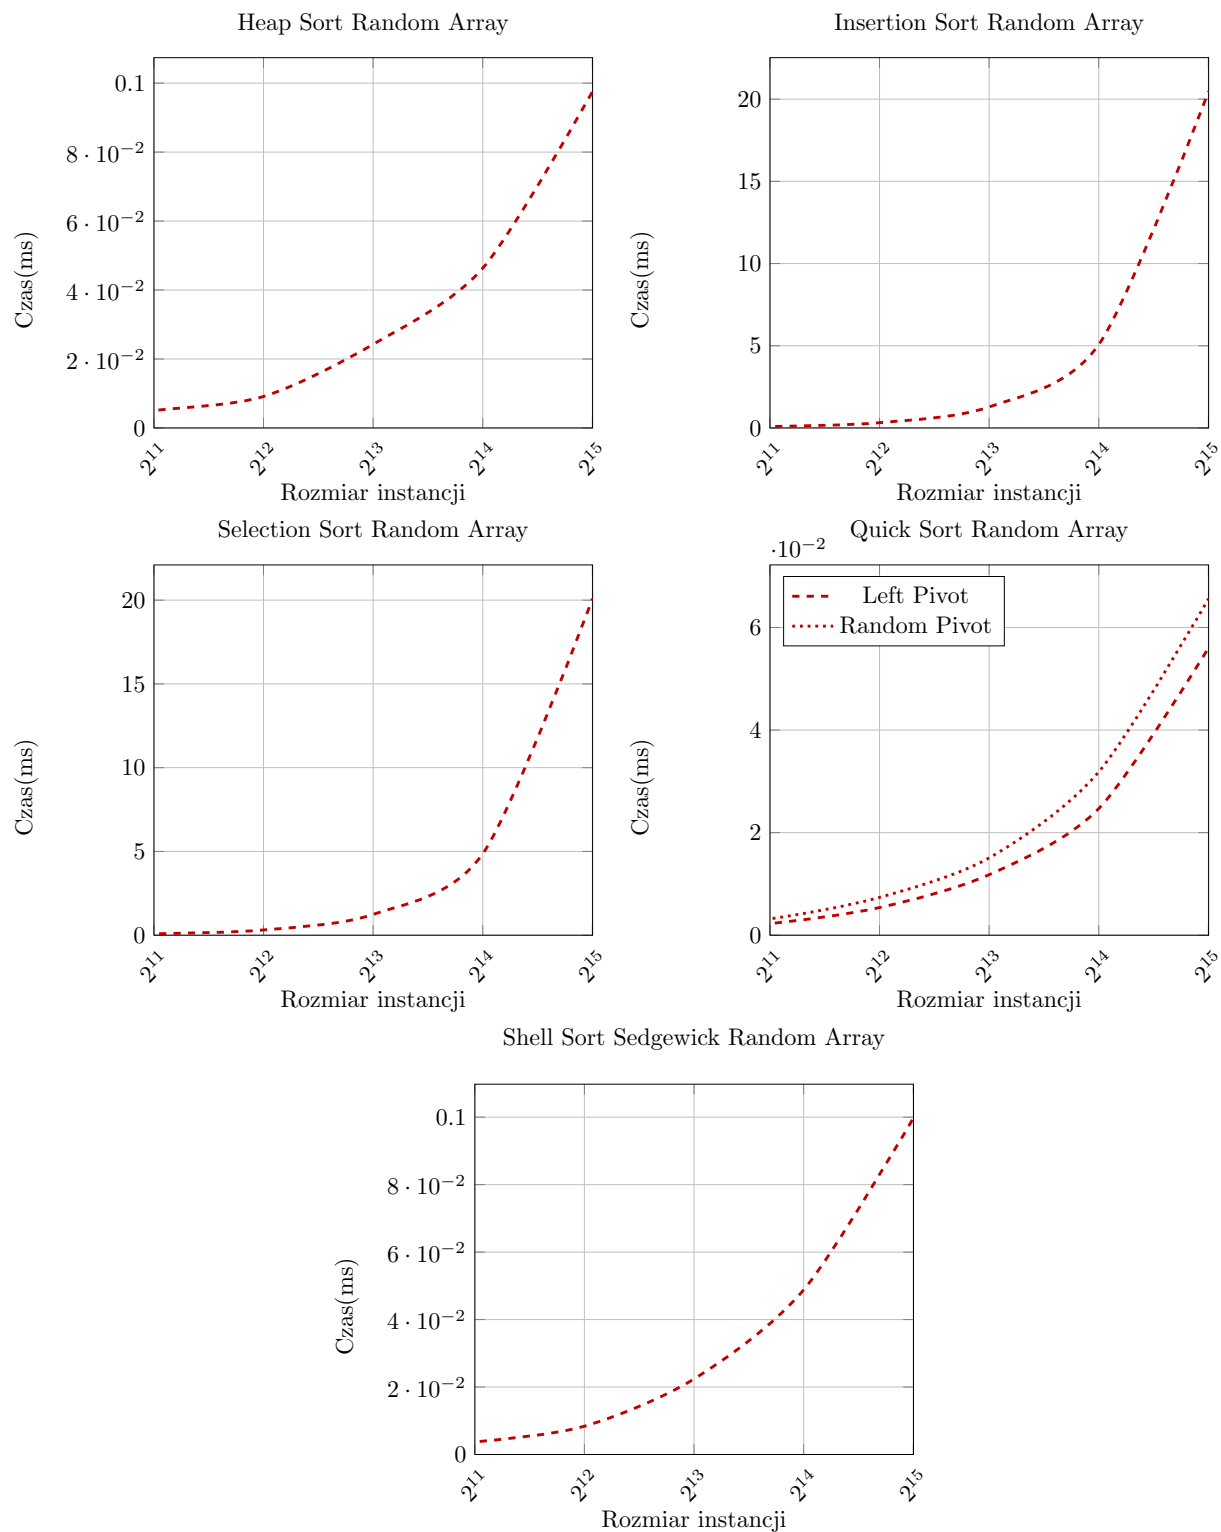 Heap Sort Random Array
0.1
8 · 10⁻²
6 · 10⁻²
4 · 10⁻²
2 · 10⁻²
0
Czas(ms)
2¹¹ 2¹² 2¹³ 2¹⁴ 2¹⁵
Rozmiar instancji
Insertion Sort Random Array
20
15
10
5
0
Czas(ms)
2¹¹ 2¹² 2¹³ 2¹⁴ 2¹⁵
Rozmiar instancji
Selection Sort Random Array
20
15
10
5
0
Czas(ms)
2¹¹ 2¹² 2¹³ 2¹⁴ 2¹⁵
Rozmiar instancji
Quick Sort Random Array
·10⁻²
Left Pivot
Random Pivot
6
4
2
0
Czas(ms)
2¹¹ 2¹² 2¹³ 2¹⁴ 2¹⁵
Rozmiar instancji
Shell Sort Sedgewick Random Array
0.1
8 · 10⁻²
6 · 10⁻²
4 · 10⁻²
2 · 10⁻²
0
Czas(ms)
2¹¹ 2¹² 2¹³ 2¹⁴ 2¹⁵
Rozmiar instancji